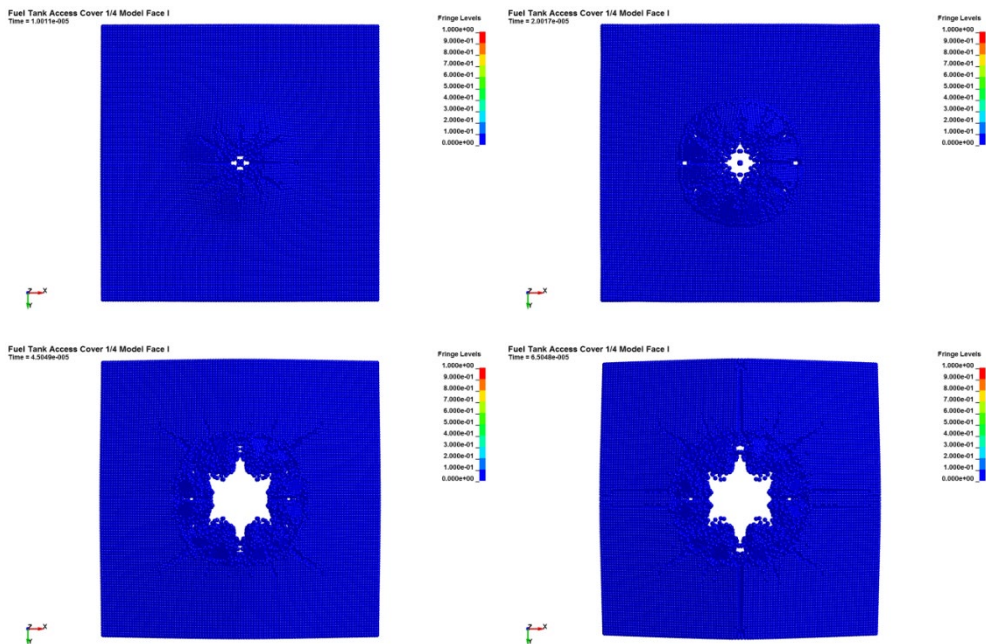 Fuel Tank Access Cover 1/4 Model Face I
Time = 1.0011e-005
Fringe Levels
1.000e+00
9.000e-01
8.000e-01
7.000e-01
6.000e-01
5.000e-01
4.000e-01
3.000e-01
2.000e-01
1.000e-01
0.000e+00
Z X
Y
Fuel Tank Access Cover 1/4 Model Face I
Time = 2.0017e-005
Fringe Levels
1.000e+00
9.000e-01
8.000e-01
7.000e-01
6.000e-01
5.000e-01
4.000e-01
3.000e-01
2.000e-01
1.000e-01
0.000e+00
Z X
Y
Fuel Tank Access Cover 1/4 Model Face I
Time = 4.5049e-005
Fringe Levels
1.000e+00
9.000e-01
8.000e-01
7.000e-01
6.000e-01
5.000e-01
4.000e-01
3.000e-01
2.000e-01
1.000e-01
0.000e+00
Z X
Y
Fuel Tank Access Cover 1/4 Model Face I
Time = 6.5048e-005
Fringe Levels
1.000e+00
9.000e-01
8.000e-01
7.000e-01
6.000e-01
5.000e-01
4.000e-01
3.000e-01
2.000e-01
1.000e-01
0.000e+00
Z X
Y